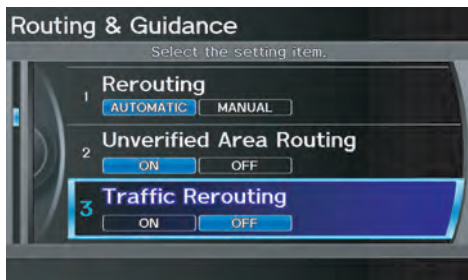 Routing & Guidance
Select the setting item.
1 Rerouting
AUTOMATIC MANUAL
2 Unverified Area Routing
ON OFF
3 Traffic Rerouting
ON OFF